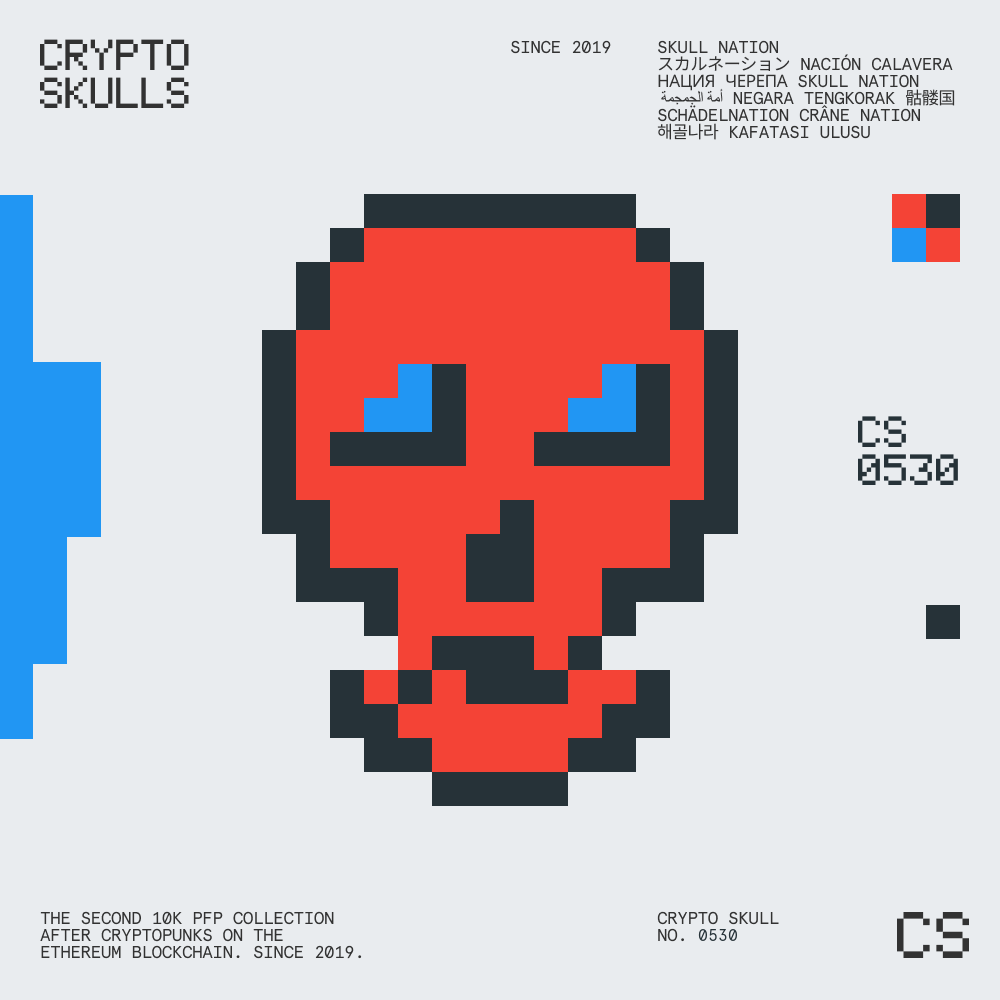 CRYPTO
SKULLS
SINCE 2019
SKULL NATION
スカルネーション NACIÓN CALAVERA
НАЦИЯ ЧЕРЕПА SKULL NATION
أمة الجمجمة NEGARA TENGKORAK 骷髅国
SCHÄDELNATION CRÂNE NATION
해골나라 KAFATASI ULUSU
CS
0530
THE SECOND 10K PFP COLLECTION
AFTER CRYPTOPUNKS ON THE
ETHEREUM BLOCKCHAIN. SINCE 2019.
CRYPTO SKULL
NO. 0530
CS